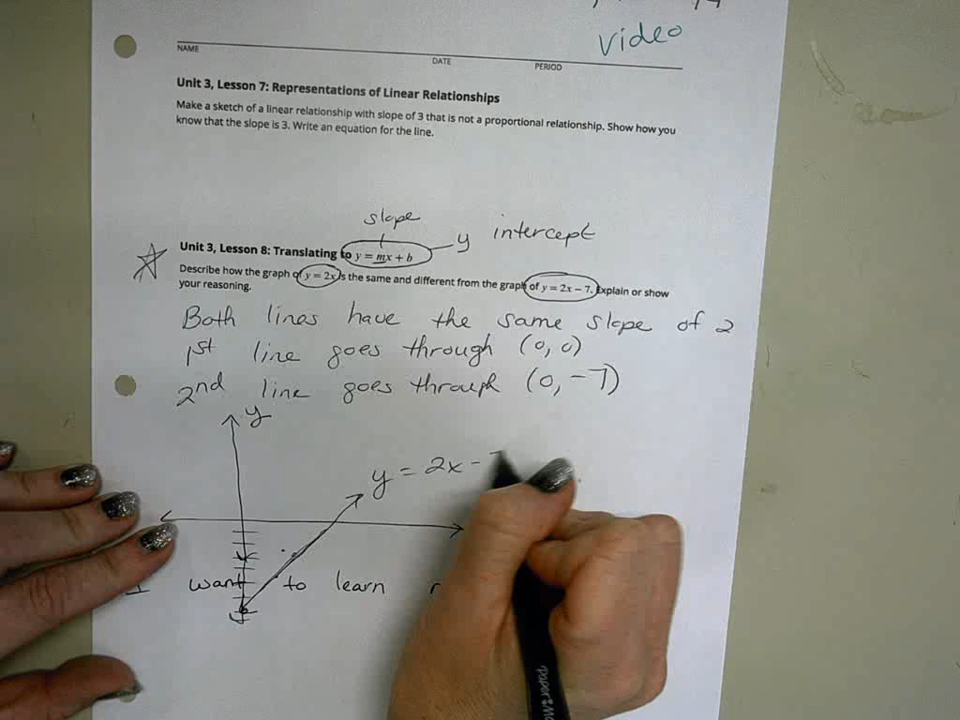 video
NAME
DATE
PERIOD
Unit 3, Lesson 7: Representations of Linear Relationships
Make a sketch of a linear relationship with slope of 3 that is not a proportional relationship. Show how you
know that the slope is 3. Write an equation for the line.
slope
y intercept
Unit 3, Lesson 8: Translating to y = mx + b
Describe how the graph of y = 2x is the same and different from the graph of y = 2x − 7. Explain or show
your reasoning.
Both lines have the same slope of 2
1st line goes through (0, 0)
2nd line goes through (0, −7)
y
y = 2x −
I want to learn